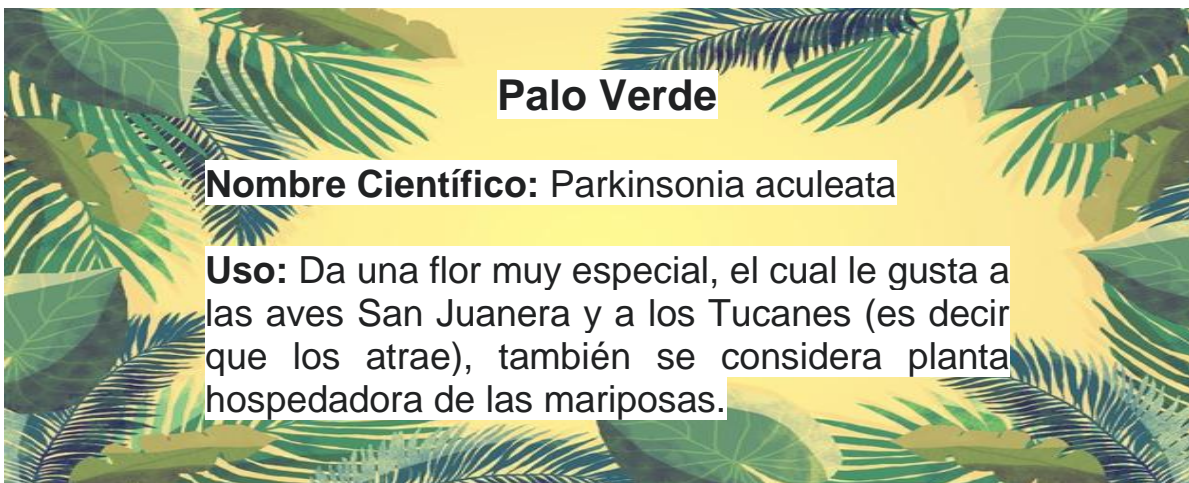 Palo Verde
Nombre Científico: Parkinsonia aculeata
Uso: Da una flor muy especial, el cual le gusta a
las aves San Juanera y a los Tucanes (es decir
que los atrae), también se considera planta
hospedadora de las mariposas.